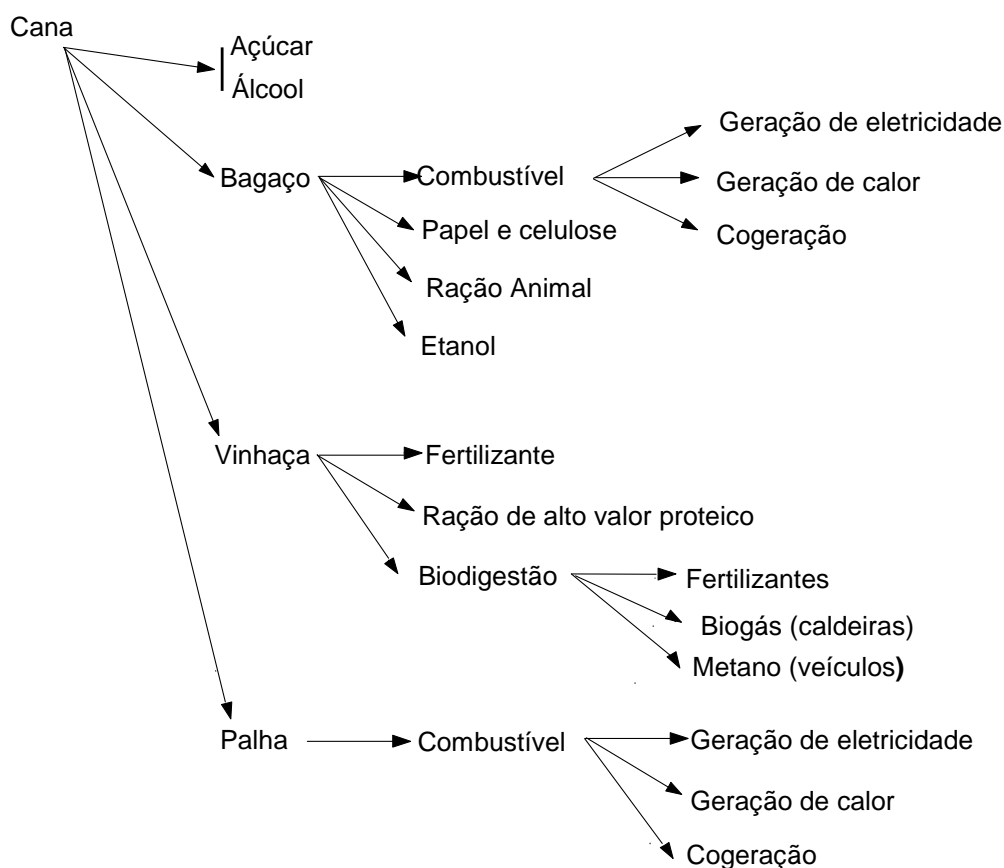 Cana
Açúcar
Álcool
Geração de eletricidade
Bagaço
Combustível
Geração de calor
Papel e celulose
Cogeração
Ração Animal
Etanol
Vinhaça
Fertilizante
Ração de alto valor proteico
Biodigestão
Fertilizantes
Biogás (caldeiras)
Metano (veículos)
Palha
Combustível
Geração de eletricidade
Geração de calor
Cogeração